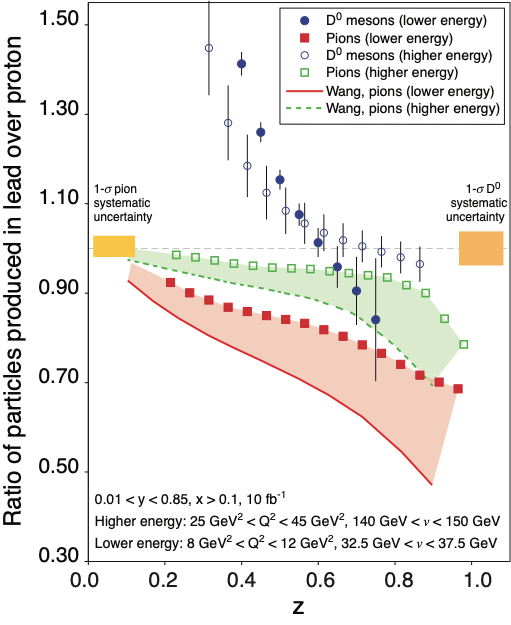 Ratio of particles produced in lead over proton
1.50
1.30
1.10
0.90
0.70
0.50
0.30
D⁰ mesons (lower energy)
Pions (lower energy)
D⁰ mesons (higher energy)
Pions (higher energy)
Wang, pions (lower energy)
Wang, pions (higher energy)
1-σ pion
systematic
uncertainty
1-σ D⁰
systematic
uncertainty
0.01 < y < 0.85, x > 0.1, 10 fb⁻¹
Higher energy: 25 GeV² < Q² < 45 GeV², 140 GeV < ν < 150 GeV
Lower energy: 8 GeV² < Q² < 12 GeV², 32.5 GeV < ν < 37.5 GeV
0.0 0.2 0.4 0.6 0.8 1.0
z